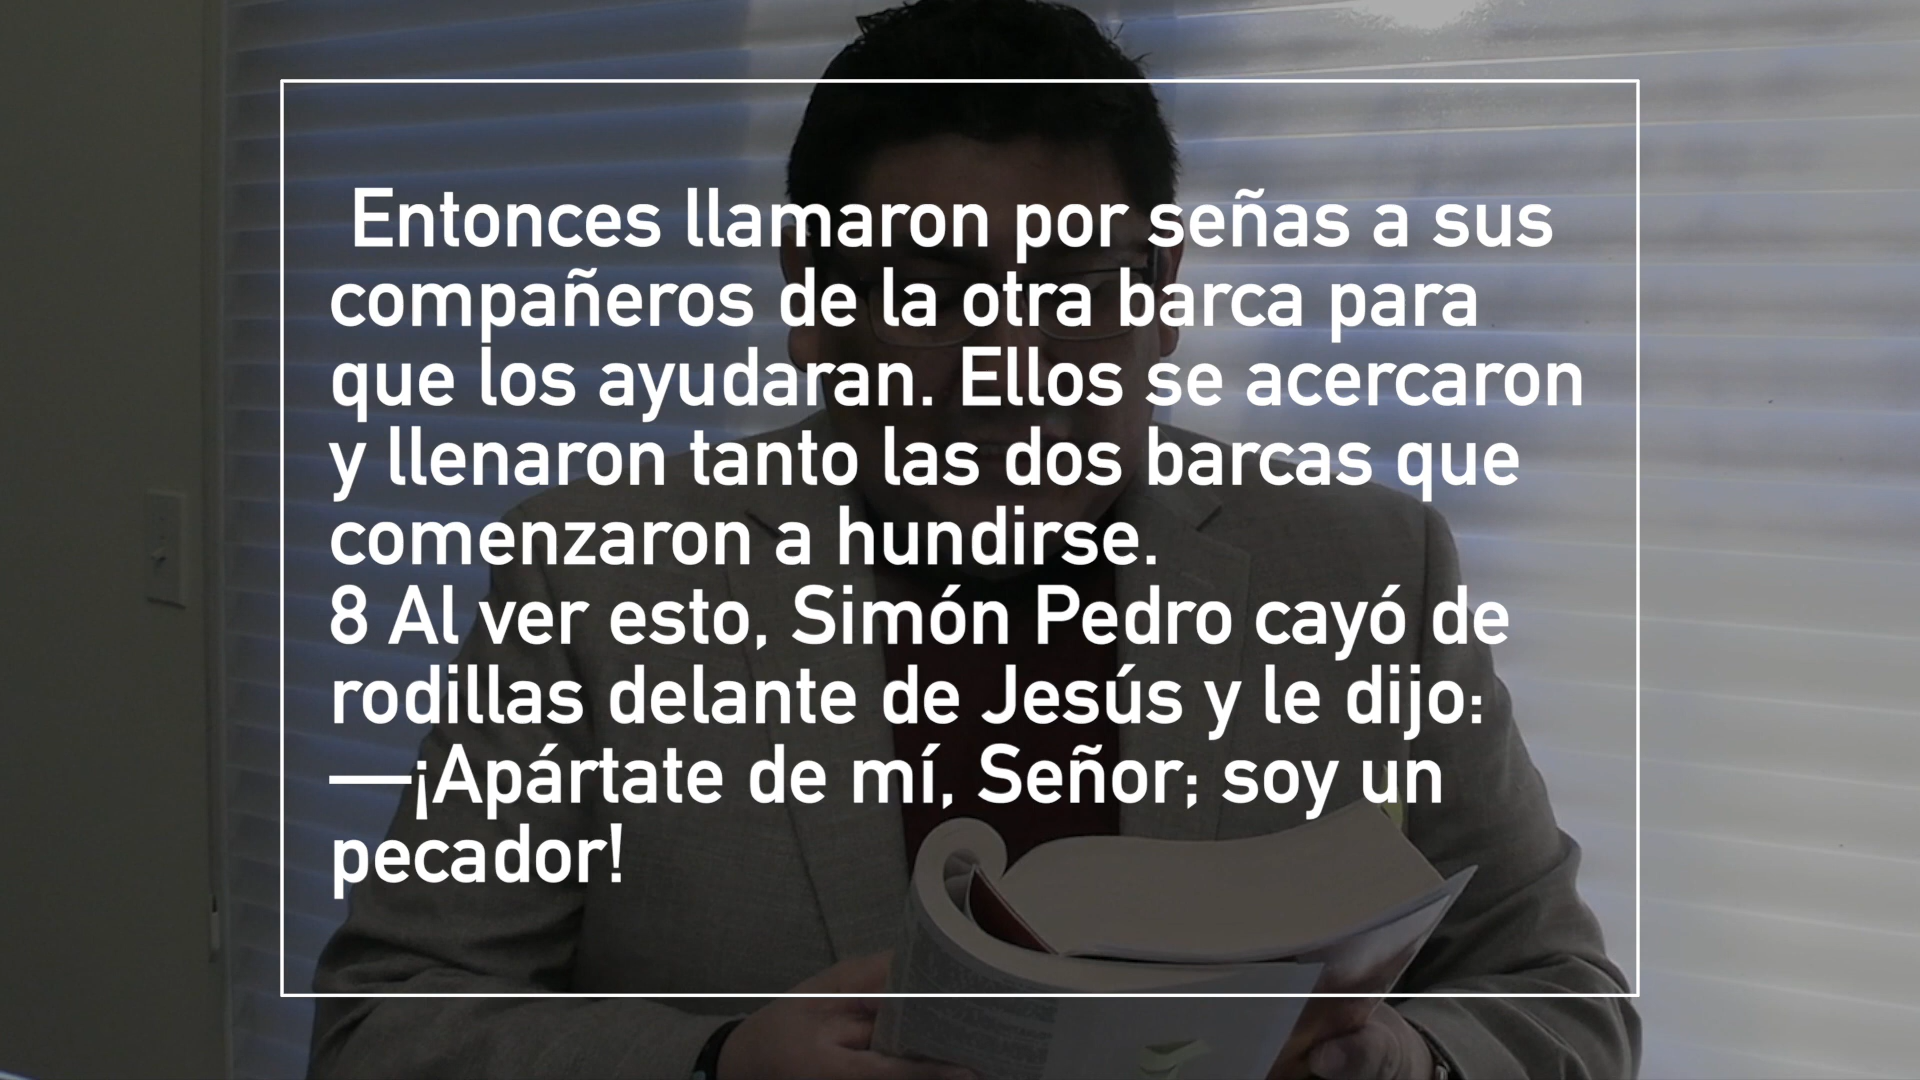 Entonces llamaron por señas a sus
compañeros de la otra barca para
que los ayudaran. Ellos se acercaron
y llenaron tanto las dos barcas que
comenzaron a hundirse.
8 Al ver esto, Simón Pedro cayó de
rodillas delante de Jesús y le dijo:
—¡Apártate de mí, Señor; soy un
pecador!